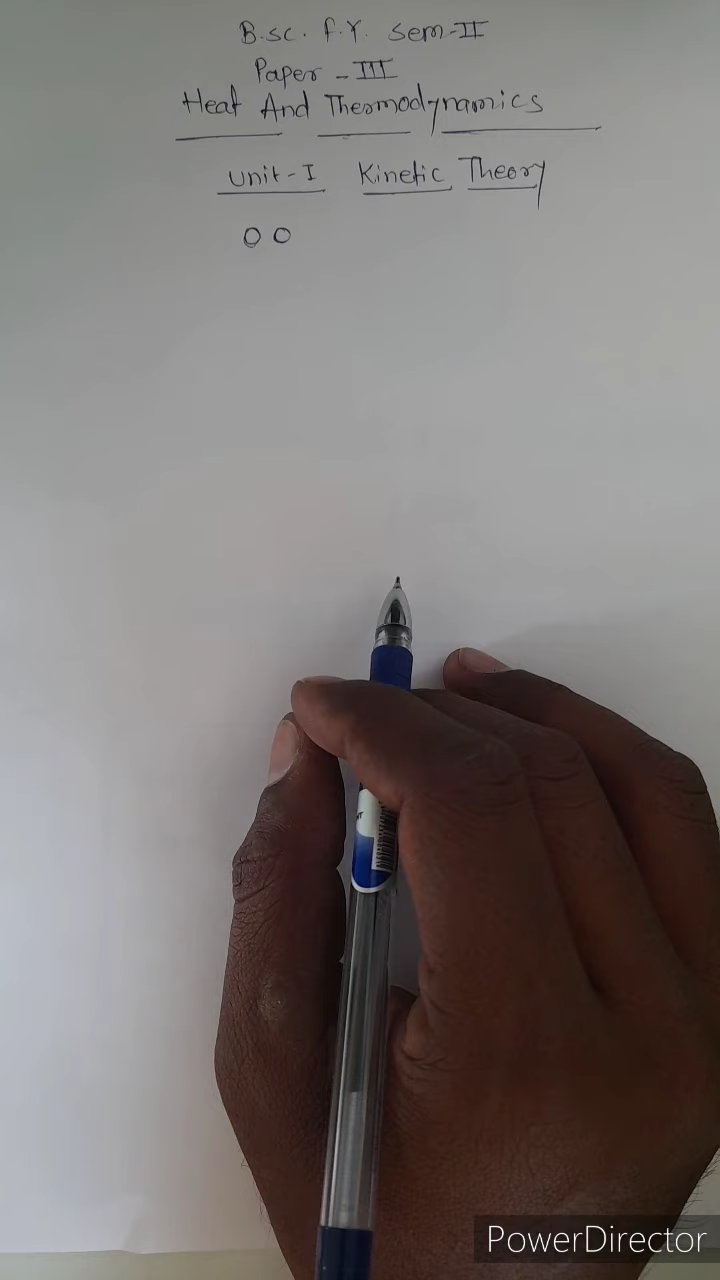 B.sc. F.Y. Sem-II
Paper - III
Heat And Thermodynamics
Unit-I Kinetic Theory
O O
PowerDirector